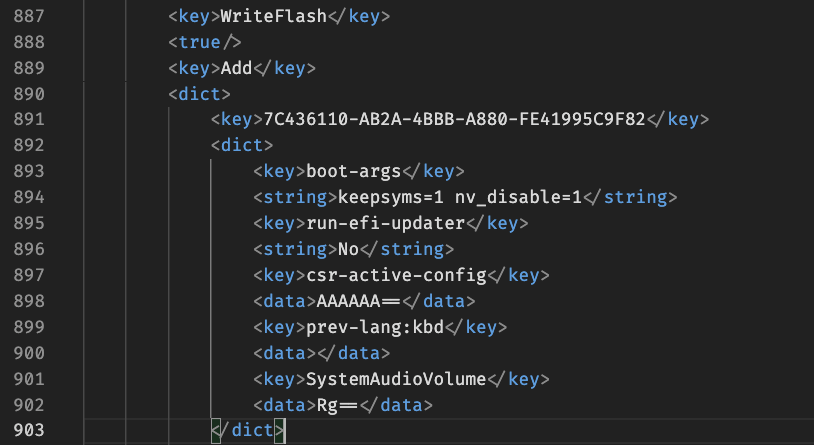 887 <key>WriteFlash</key>
888 <true/>
889 <key>Add</key>
890 <dict>
891 <key>7C436110-AB2A-4BBB-A880-FE41995C9F82</key>
892 <dict>
893 <key>boot-args</key>
894 <string>keepsyms=1 nv_disable=1</string>
895 <key>run-efi-updater</key>
896 <string>No</string>
897 <key>csr-active-config</key>
898 <data>AAAAAA==</data>
899 <key>prev-lang:kbd</key>
900 <data></data>
901 <key>SystemAudioVolume</key>
902 <data>Rg==</data>
903 </dict>